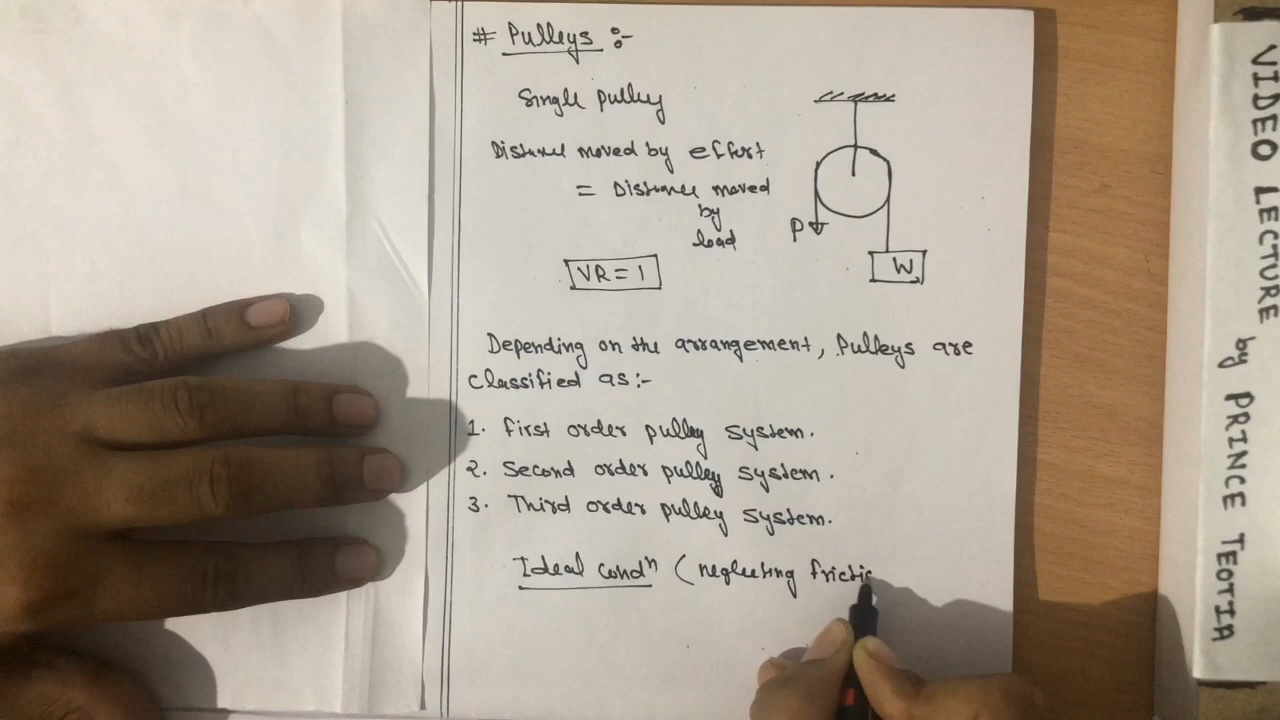 # Pulleys :-
Single pulley
Distance moved by effort
= Distance moved
by
load
VR = 1
P
W
Depending on the arrangement, Pulleys are
classified as:-
1. First order pulley system.
2. Second order pulley system.
3. Third order pulley system.
Ideal condⁿ (neglecting frictio
VIDEO LECTURE by PRINCE TEOTIA